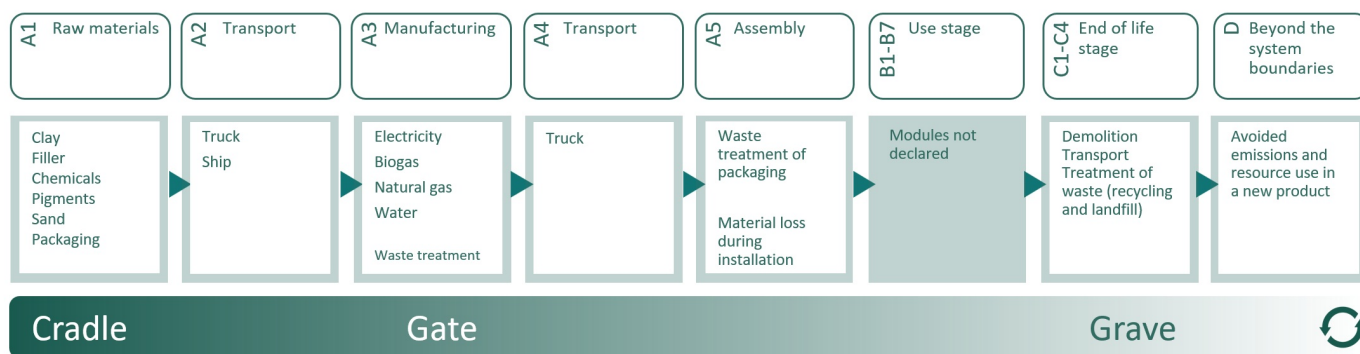 A1 Raw materials
A2 Transport
A3 Manufacturing
A4 Transport
A5 Assembly
B1-B7 Use stage
C1-C4 End of life
stage
D Beyond the
system
boundaries
Clay
Filler
Chemicals
Pigments
Sand
Packaging
Truck
Ship
Electricity
Biogas
Natural gas
Water
Waste treatment
Truck
Waste
treatment of
packaging
Material loss
during
installation
Modules not
declared
Demolition
Transport
Treatment of
waste (recycling
and landfill)
Avoided
emissions and
resource use in
a new product
Cradle
Gate
Grave